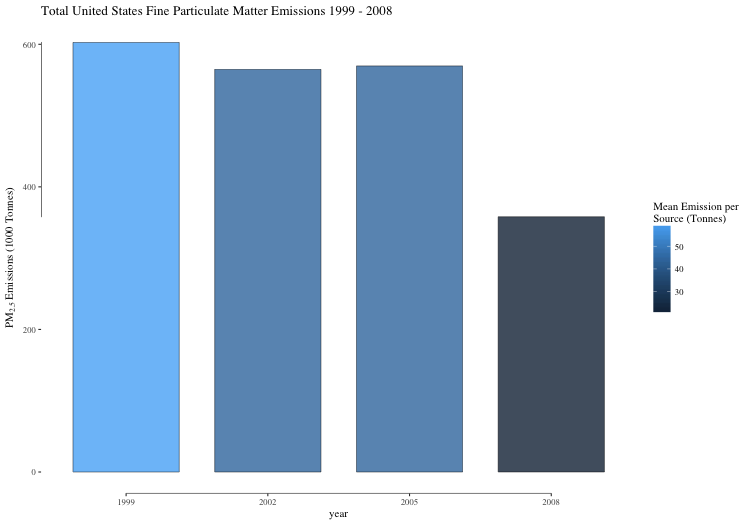 Total United States Fine Particulate Matter Emissions 1999 - 2008
600
400
200
0
PM2.5 Emissions (1000 Tonnes)
1999 2002 2005 2008
year
Mean Emission per
Source (Tonnes)
50
40
30